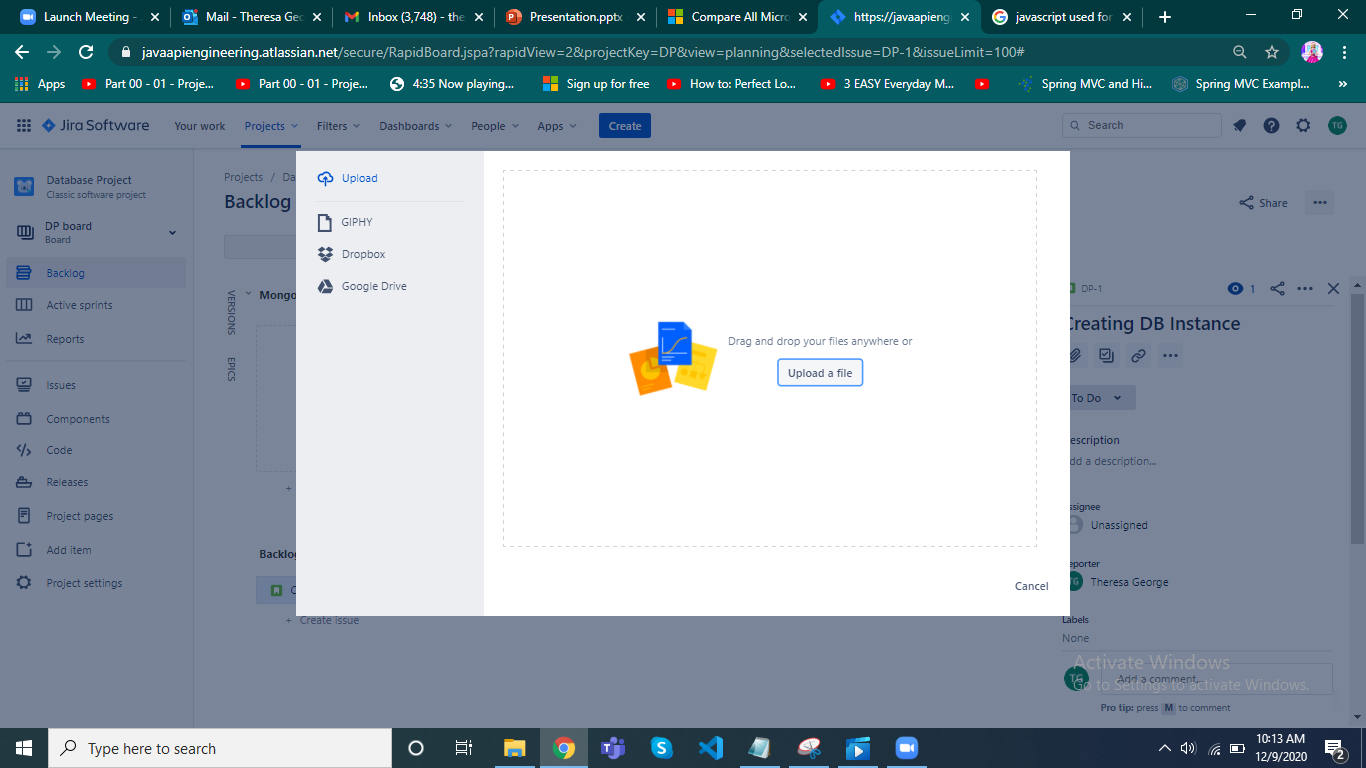 Launch Meeting -
Mail - Theresa Geo
Inbox (3,748) - the
Presentation.pptx
Compare All Micro
https://javaapieng
javascript used for
javaapiengineering.atlassian.net/secure/RapidBoard.jspa?rapidView=2&projectKey=DP&view=planning&selectedIssue=DP-1&issueLimit=100#
Apps
Part 00 - 01 - Proje...
Part 00 - 01 - Proje...
4:35 Now playing...
Sign up for free
How to: Perfect Lo...
3 EASY Everyday M...
Spring MVC and Hi...
Spring MVC Exampl...
»
Jira Software
Your work
Projects
Filters
Dashboards
People
Apps
Create
Search
TG
Database Project
Classic software project
DP board
Board
Backlog
Active sprints
Reports
Issues
Components
Code
Releases
Project pages
Add item
Project settings
Projects / Da
Backlog
Share
VERSIONS
EPICS
Mongo
Backlog
+ Create issue
Upload
GIPHY
Dropbox
Google Drive
Drag and drop your files anywhere or
Upload a file
Cancel
DP-1
1
Creating DB Instance
To Do
escription
dd a description...
ssignee
Unassigned
eporter
TG
Theresa George
Labels
None
TG
Add a comment...
Pro tip: press M to comment
Activate Windows
Go to Settings to activate Windows.
Type here to search
10:13 AM
12/9/2020
2